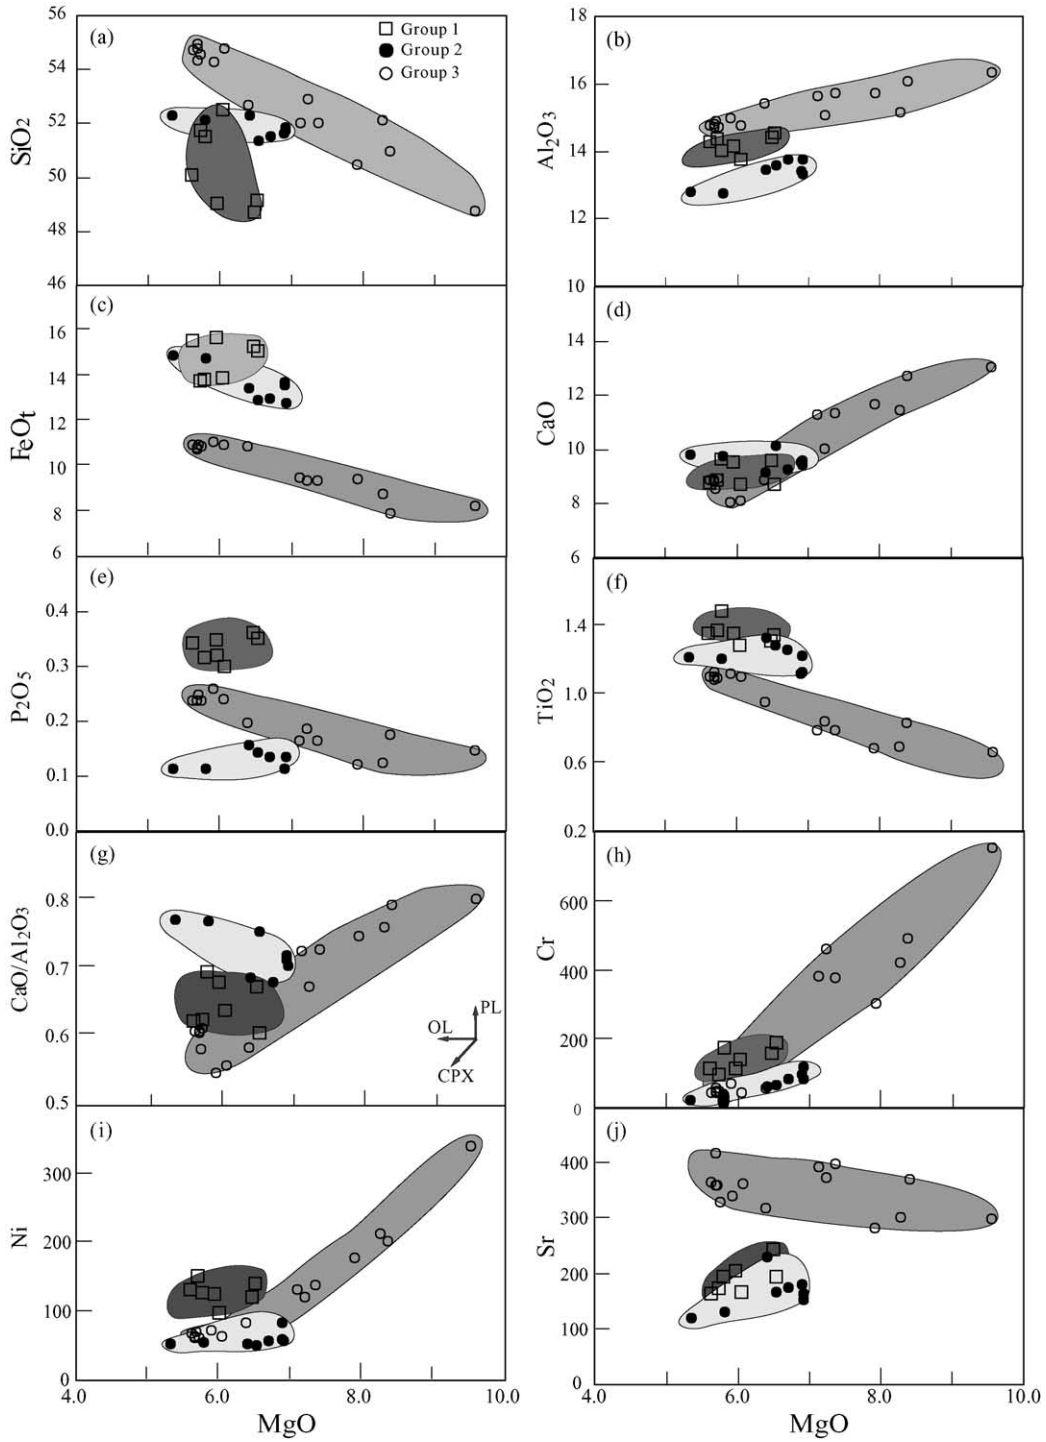 (a)
Group 1
Group 2
Group 3
56
54
52
50
48
46
SiO2
(b)
18
16
14
12
10
Al2O3
(c)
16
14
12
10
8
6
FeOt
(d)
14
12
10
8
6
CaO
(e)
0.4
0.3
0.2
0.1
0.0
P2O5
(f)
1.4
1.0
0.6
0.2
TiO2
(g)
0.8
0.7
0.6
0.5
CaO/Al2O3
PL
OL
CPX
(h)
600
400
200
0
Cr
(i)
300
200
100
0
Ni
4.0 6.0 8.0 10.0
MgO
(j)
400
300
200
100
0
Sr
4.0 6.0 8.0 10.0
MgO